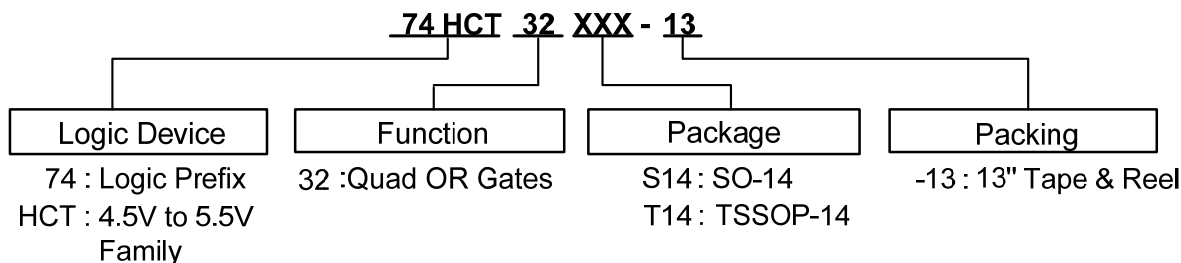 74 HCT 32 XXX - 13
Logic Device
Function
Package
Packing
74 : Logic Prefix
HCT : 4.5V to 5.5V
Family
32 :Quad OR Gates
S14 : SO-14
T14 : TSSOP-14
-13 : 13" Tape & Reel